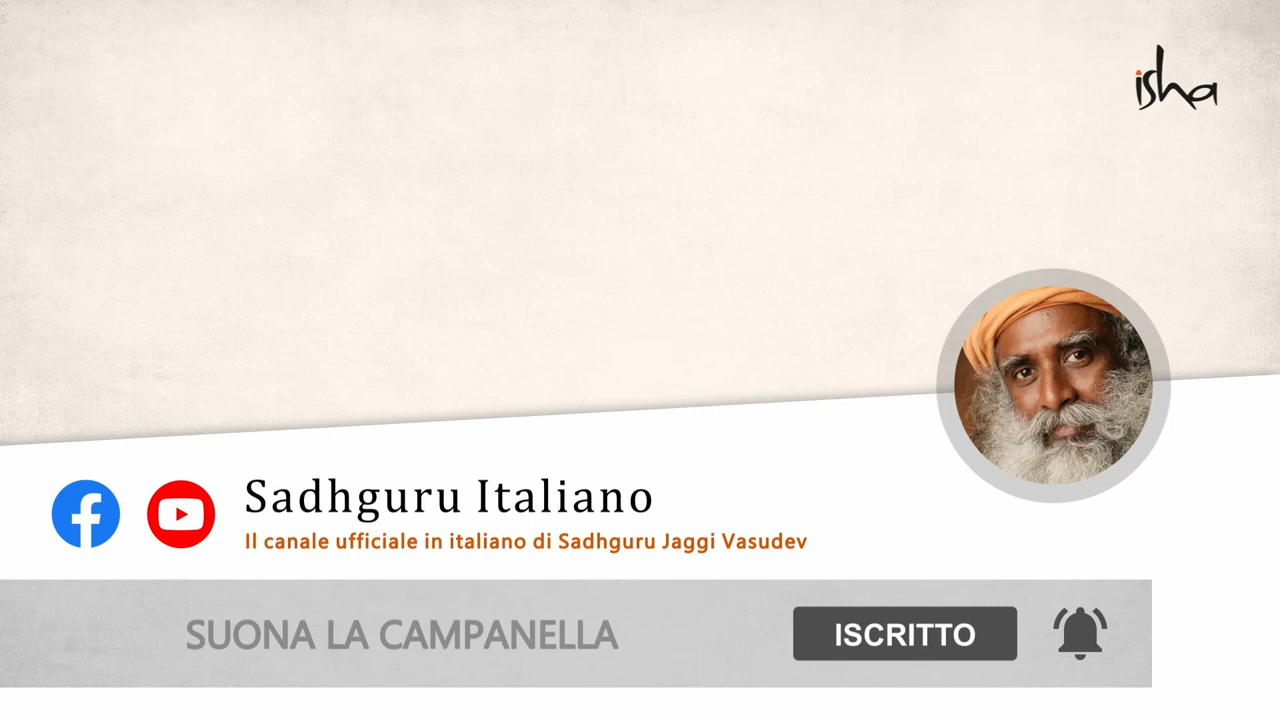 isha
Sadhguru Italiano
Il canale ufficiale in italiano di Sadhguru Jaggi Vasudev
SUONA LA CAMPANELLA
ISCRITTO